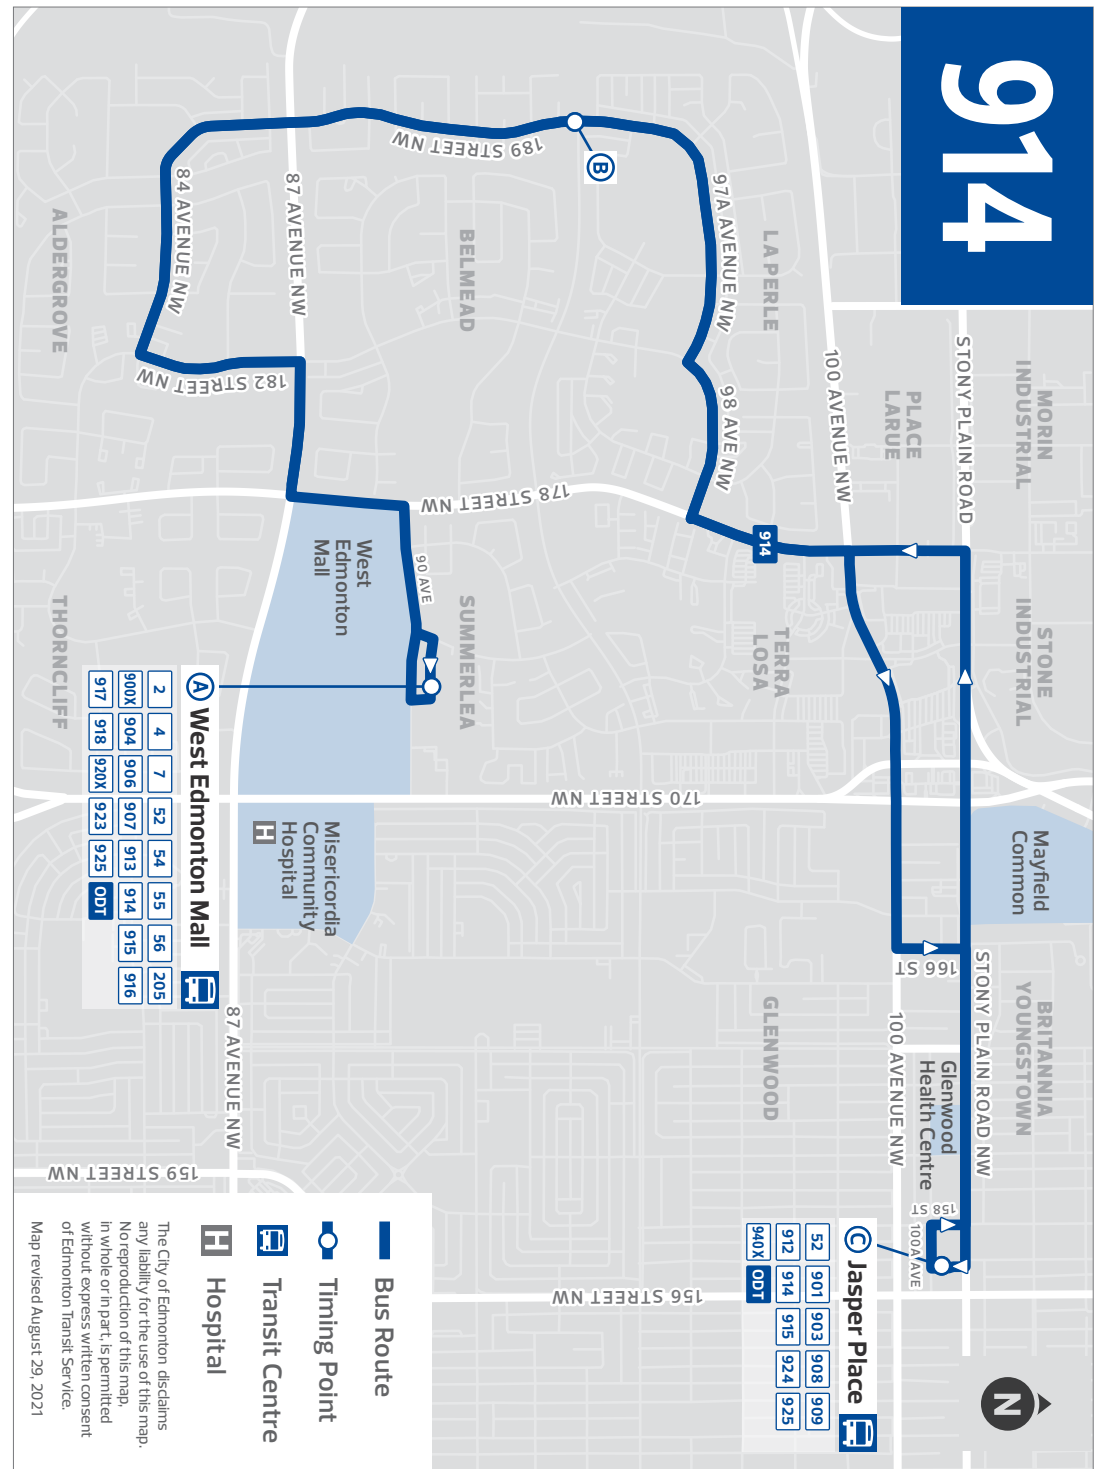 914
MORIN
INDUSTRIAL
STONY PLAIN ROAD
PLACE
LARUE
100 AVENUE NW
LA PERLE
97A AVENUE NW
98 AVE NW
B
189 STREET NW
BELMEAD
87 AVENUE NW
84 AVENUE NW
182 STREET NW
ALDERGROVE
178 STREET NW
914
STONE
INDUSTRIAL
TERRA
LOSA
SUMMERLEA
90 AVE
West
Edmonton
Mall
THORNCLIFF
170 STREET NW
Mayfield
Common
Misericordia
Community
Hospital
H
A West Edmonton Mall
2 4 7 52 54 55 56 205
900X 904 906 907 913 914 915 916
917 918 920X 923 925 ODT
166 ST
STONY PLAIN ROAD NW
BRITANNIA
YOUNGSTOWN
GLENWOOD
100 AVENUE NW
Glenwood
Health Centre
87 AVENUE NW
159 STREET NW
158 ST
100A AVE
156 STREET NW
C Jasper Place
52 901 903 908 909
912 914 915 924 925
940X ODT
N
Bus Route
Timing Point
Transit Centre
H Hospital
The City of Edmonton disclaims
any liability for the use of this map.
No reproduction of this map,
in whole or in part, is permitted
without express written consent
of Edmonton Transit Service.
Map revised August 29, 2021